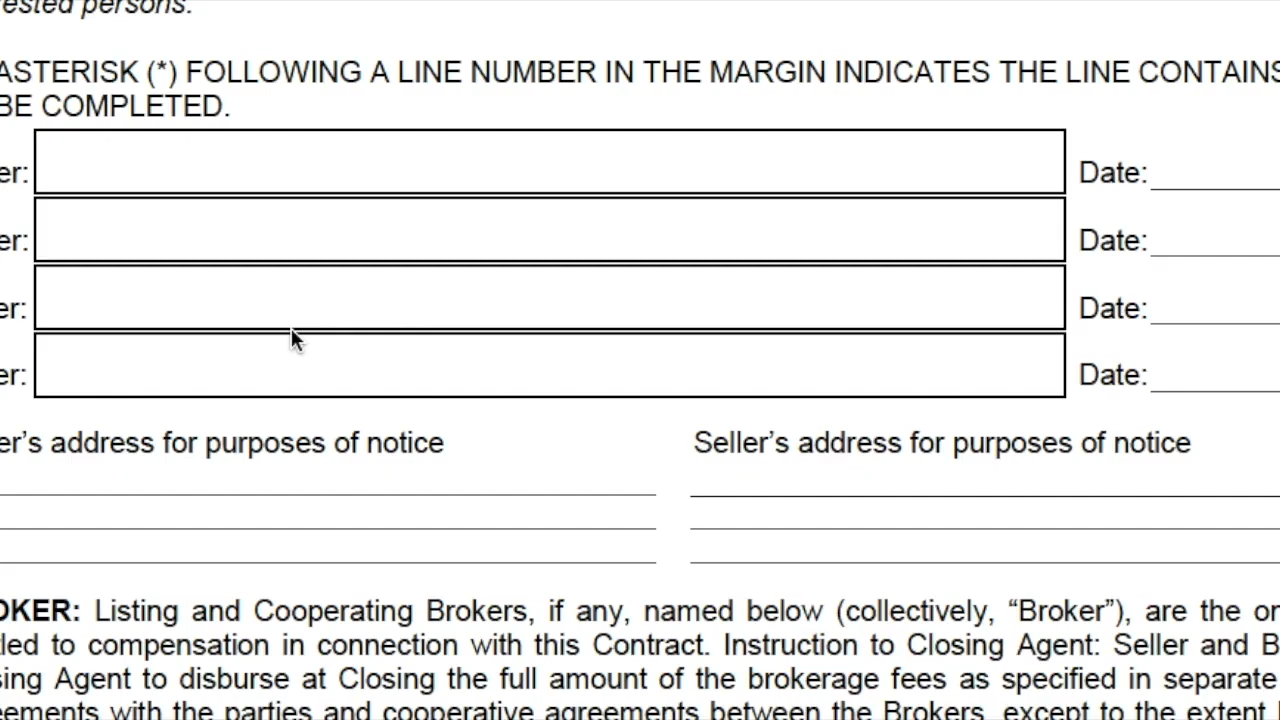 ASTERISK (*) FOLLOWING A LINE NUMBER IN THE MARGIN INDICATES THE LINE CONTAINS
BE COMPLETED.
er: Date:
er: Date:
er: Date:
er: Date:
er’s address for purposes of notice Seller’s address for purposes of notice
OKER: Listing and Cooperating Brokers, if any, named below (collectively, “Broker”), are the on
led to compensation in connection with this Contract. Instruction to Closing Agent: Seller and B
sing Agent to disburse at Closing the full amount of the brokerage fees as specified in separate
eements with the parties and cooperative agreements between the Brokers, except to the extent